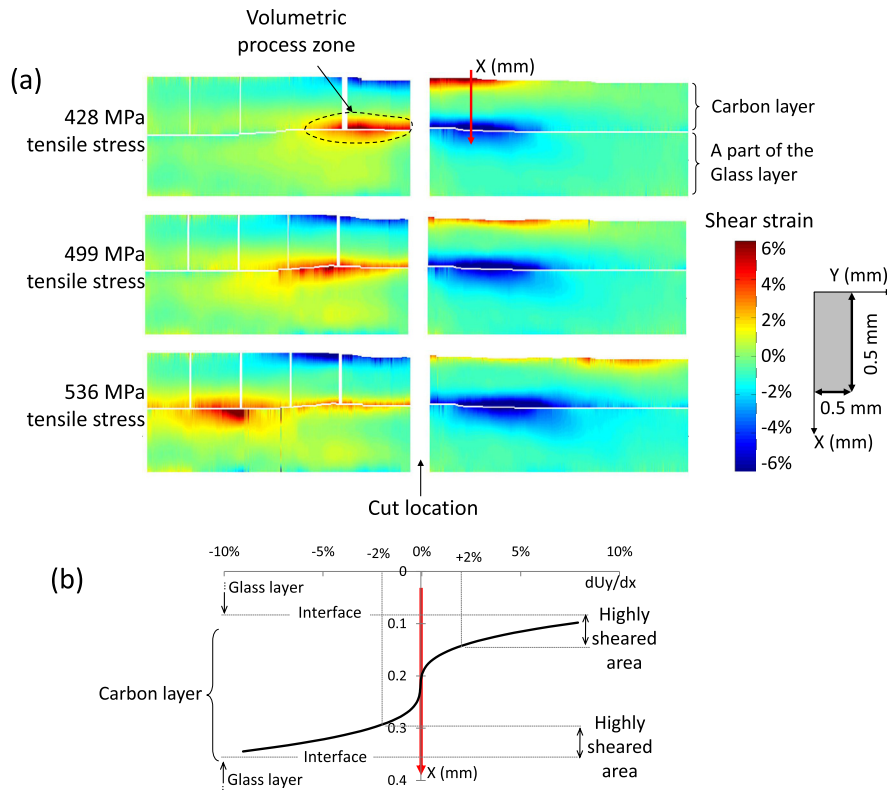 Volumetric
process zone
(a)
X (mm)
428 MPa
tensile stress
Carbon layer
A part of the
Glass layer
499 MPa
tensile stress
Shear strain
6%
4%
2%
0%
-2%
-4%
-6%
Y (mm)
0.5 mm
0.5 mm
X (mm)
536 MPa
tensile stress
Cut location
(b)
-10%
-5%
-2%
0%
+2%
5%
10%
0
dUy/dx
Glass layer
Interface
0.1
Highly
sheared
area
0.2
Carbon layer
0.3
Highly
sheared
area
Interface
Glass layer
X (mm)
0.4